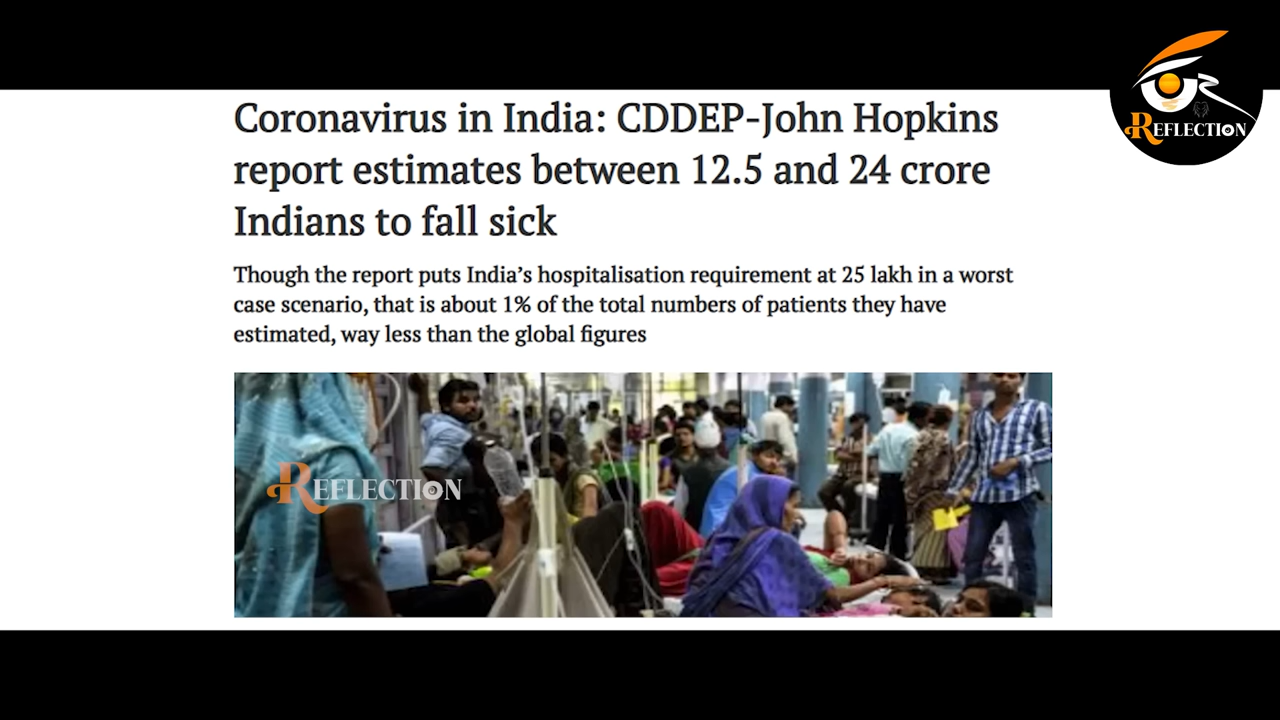 Coronavirus in India: CDDEP-John Hopkins
report estimates between 12.5 and 24 crore
Indians to fall sick
Though the report puts India's hospitalisation requirement at 25 lakh in a worst
case scenario, that is about 1% of the total numbers of patients they have
estimated, way less than the global figures
REFLECTION
REFLECTION